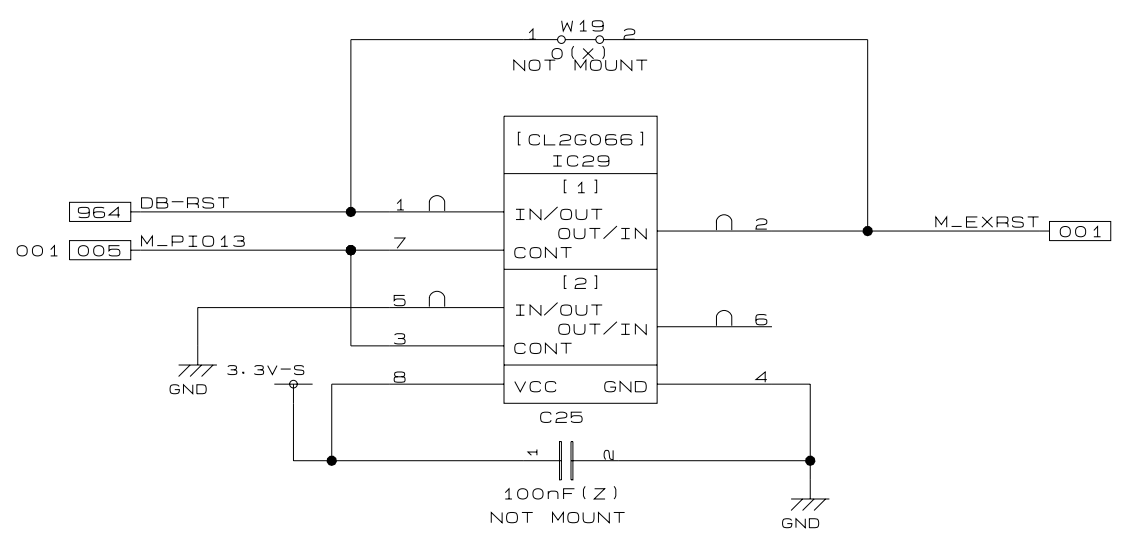 W19
1 2
0(X)
NOT MOUNT
[CL2G066]
IC29
[1]
964 DB-RST 1 IN/OUT
OUT/IN 2 M_EXRST 001
001 005 M_PIO13 7 CONT
[2]
5 IN/OUT
OUT/IN 6
3 CONT
GND
3.3V-S
8 VCC GND 4
C25
1 2
100nF(Z)
NOT MOUNT
GND